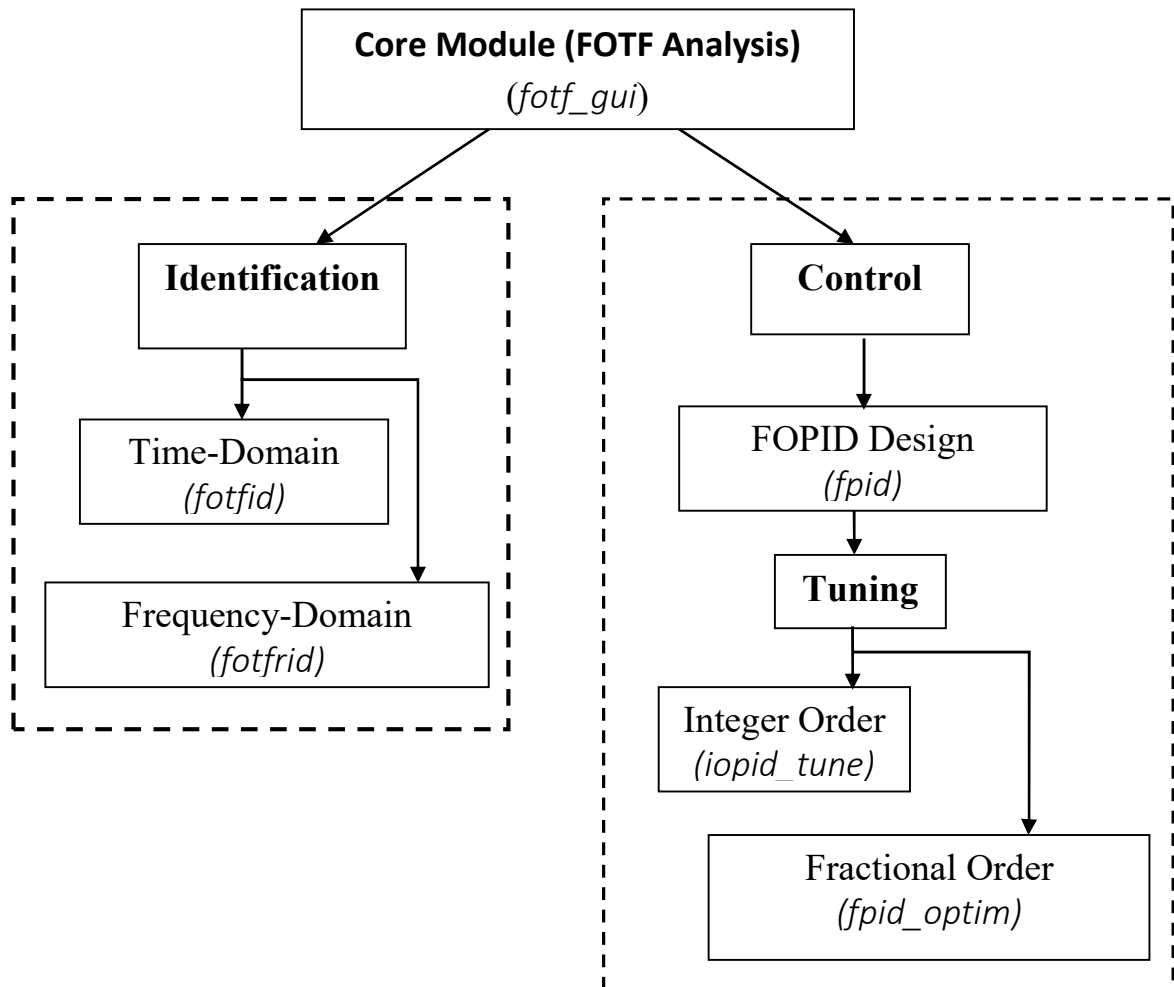 Core Module (FOTF Analysis)
(fotf_gui)
Identification
Time-Domain
(fotfid)
Frequency-Domain
(fotfrid)
Control
FOPID Design
(fpid)
Tuning
Integer Order
(iopid_tune)
Fractional Order
(fpid_optim)